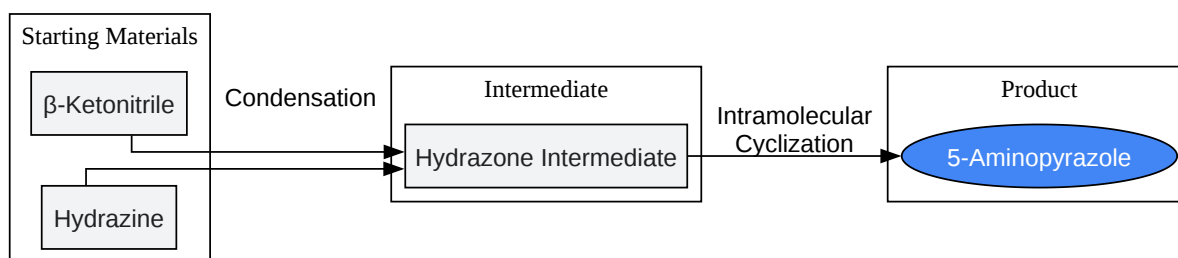 Starting Materials
β-Ketonitrile
Hydrazine
Condensation
Intermediate
Hydrazone Intermediate
Intramolecular
Cyclization
Product
5-Aminopyrazole